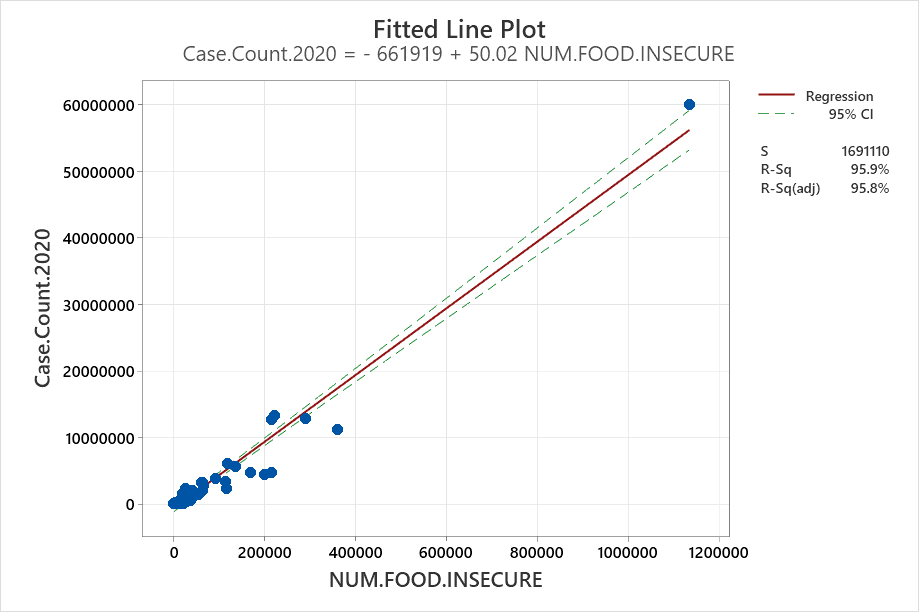 Fitted Line Plot
Case.Count.2020 = - 661919 + 50.02 NUM.FOOD.INSECURE
60000000
50000000
40000000
30000000
20000000
10000000
0
Case.Count.2020
0 200000 400000 600000 800000 1000000 1200000
NUM.FOOD.INSECURE
Regression
95% CI
S 1691110
R-Sq 95.9%
R-Sq(adj) 95.8%